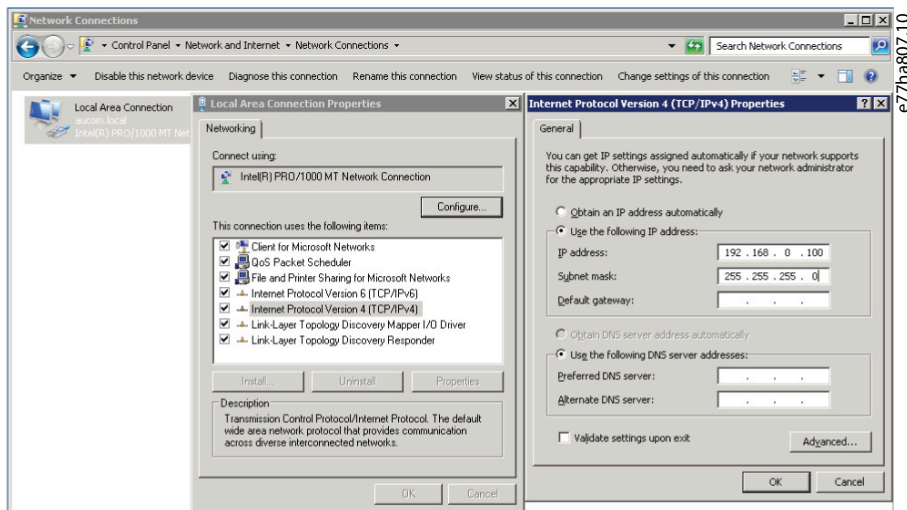 Network Connections
Control Panel Network and Internet Network Connections
Search Network Connections
Organize Disable this network device Diagnose this connection Rename this connection View status of this connection Change settings of this connection
Local Area Connection
aucom.local
Intel(R) PRO/1000 MT Net
Local Area Connection Properties
Networking
Connect using:
Intel(R) PRO/1000 MT Network Connection
Configure...
This connection uses the following items:
Client for Microsoft Networks
QoS Packet Scheduler
File and Printer Sharing for Microsoft Networks
Internet Protocol Version 6 (TCP/IPv6)
Internet Protocol Version 4 (TCP/IPv4)
Link-Layer Topology Discovery Mapper I/O Driver
Link-Layer Topology Discovery Responder
Install... Uninstall Properties
Description
Transmission Control Protocol/Internet Protocol. The default
wide area network protocol that provides communication
across diverse interconnected networks.
OK Cancel
Internet Protocol Version 4 (TCP/IPv4) Properties
General
You can get IP settings assigned automatically if your network supports
this capability. Otherwise, you need to ask your network administrator
for the appropriate IP settings.
Obtain an IP address automatically
Use the following IP address:
IP address: 192 . 168 . 0 . 100
Subnet mask: 255 . 255 . 255 . 0
Default gateway: . . .
Obtain DNS server address automatically
Use the following DNS server addresses:
Preferred DNS server: . . .
Alternate DNS server: . . .
Validate settings upon exit
Advanced...
OK Cancel
e77ha807.10